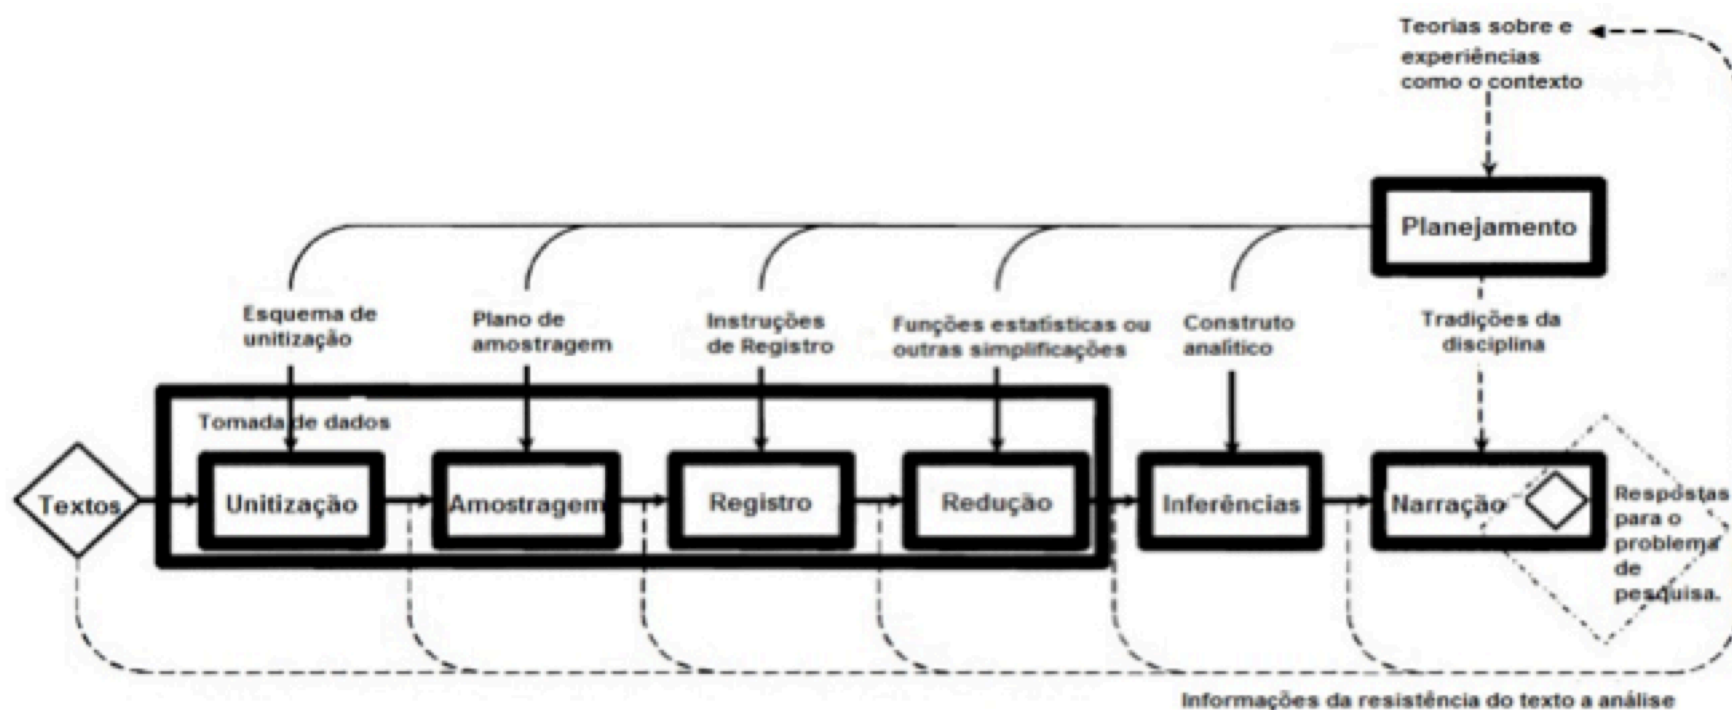 Teorias sobre e
experiências
como o contexto
Planejamento
Esquema de
unitização
Plano de
amostragem
Instruções
de Registro
Funções estatísticas ou
outras simplificações
Construto
analítico
Tradições da
disciplina
Tomada de dados
Textos
Unitização
Amostragem
Registro
Redução
Inferências
Narração
Respostas
para o
problema
de
pesquisa.
Informações da resistência do texto a análise